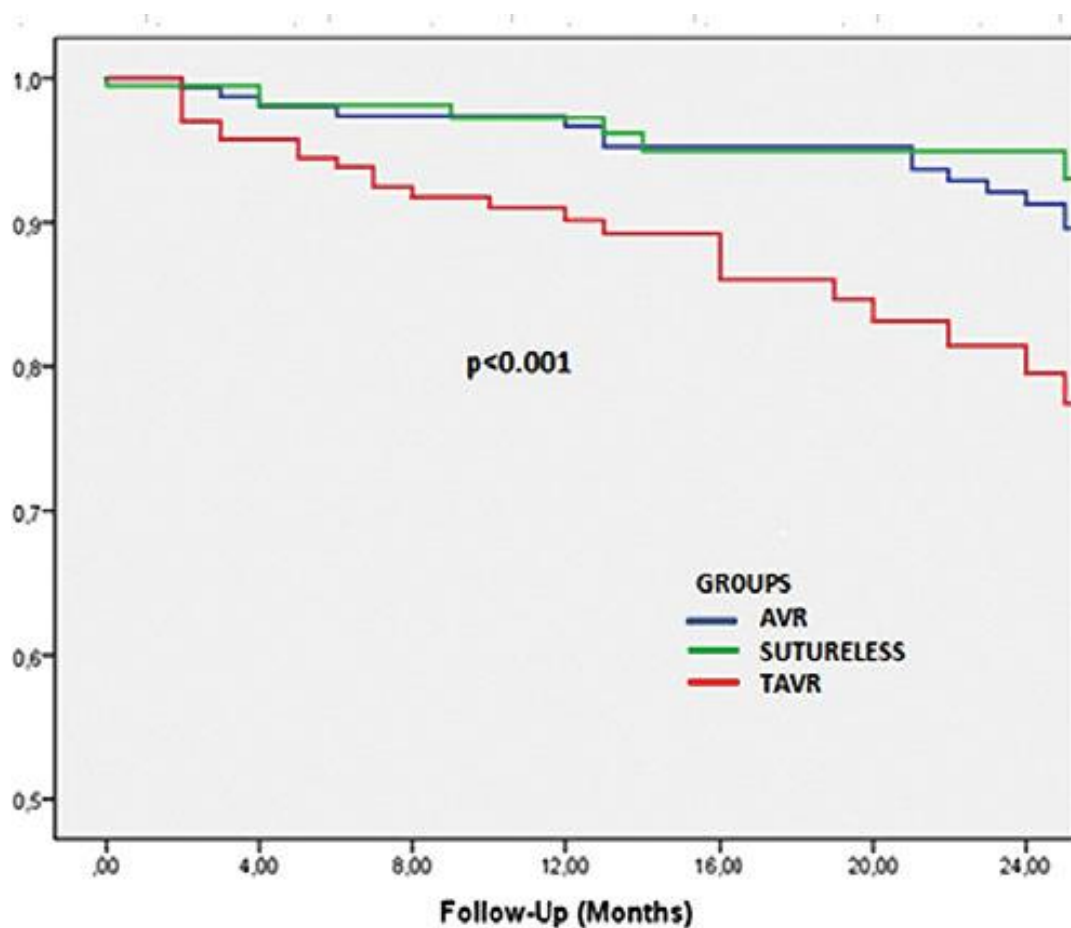 1,0
0,9
0,8
0,7
0,6
0,5
p<0.001
GROUPS
AVR
SUTURELESS
TAVR
,00 4,00 8,00 12,00 16,00 20,00 24,00
Follow-Up (Months)